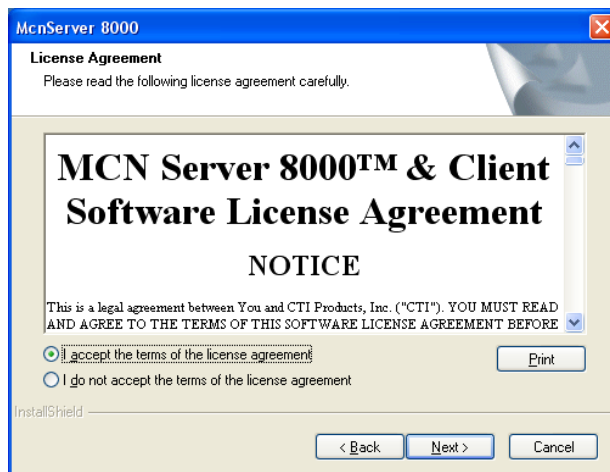 McnServer 8000
License Agreement
Please read the following license agreement carefully.
MCN Server 8000™ & Client
Software License Agreement
NOTICE
This is a legal agreement between You and CTI Products, Inc. ("CTI"). YOU MUST READ
AND AGREE TO THE TERMS OF THIS SOFTWARE LICENSE AGREEMENT BEFORE
I accept the terms of the license agreement
Print
I do not accept the terms of the license agreement
InstallShield
< Back Next > Cancel